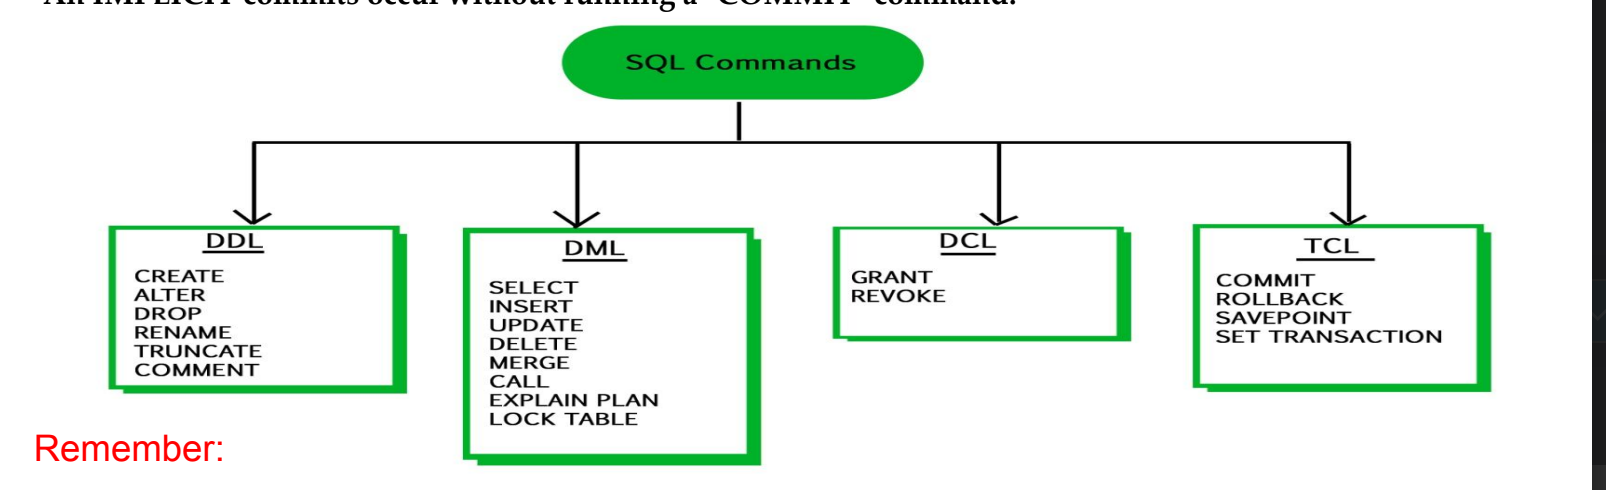 An IMPLICIT commits occur without running a "COMMIT" command.
SQL Commands
DDL
CREATE
ALTER
DROP
RENAME
TRUNCATE
COMMENT
DML
SELECT
INSERT
UPDATE
DELETE
MERGE
CALL
EXPLAIN PLAN
LOCK TABLE
DCL
GRANT
REVOKE
TCL
COMMIT
ROLLBACK
SAVEPOINT
SET TRANSACTION
Remember: